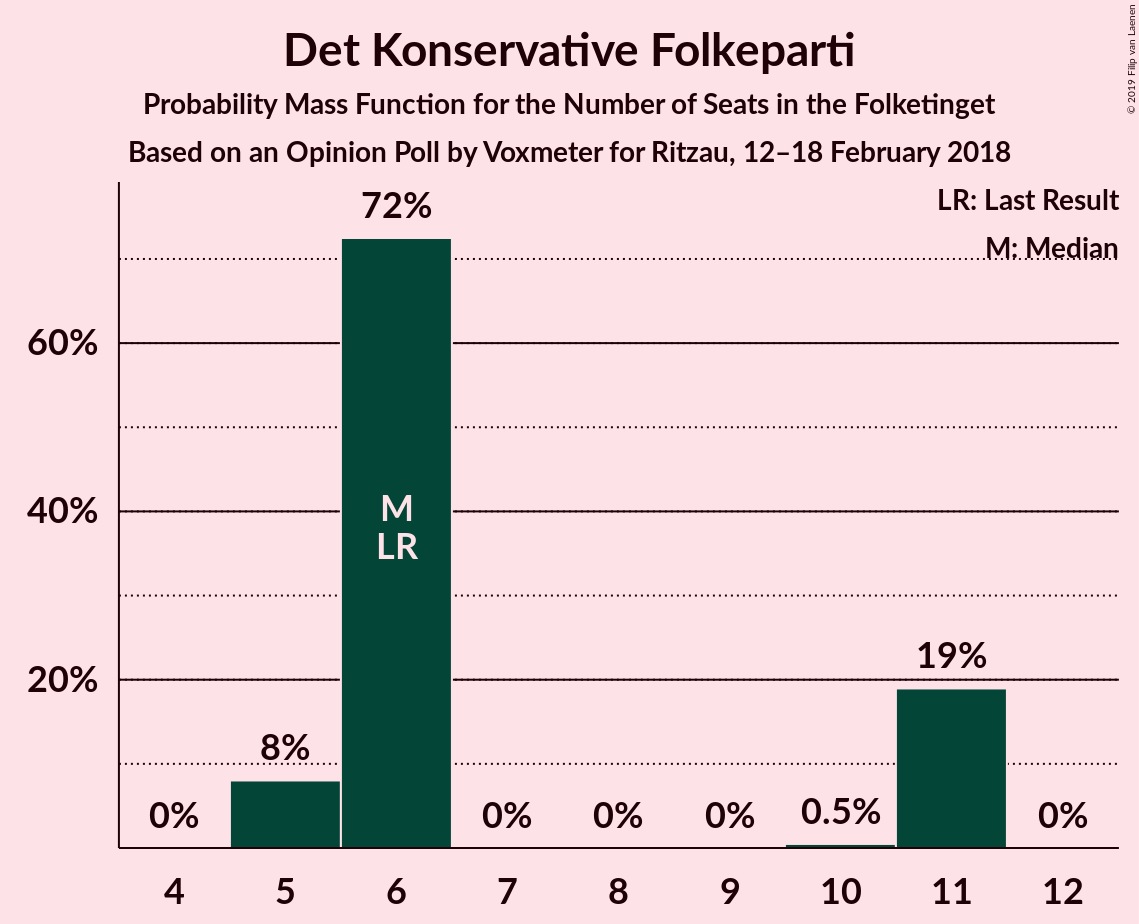 Det Konservative Folkeparti
Probability Mass Function for the Number of Seats in the Folketinget
Based on an Opinion Poll by Voxmeter for Ritzau, 12–18 February 2018
© 2019 Filip van Laenen
LR: Last Result
M: Median
72%
60%
40%
20%
M
LR
19%
8%
0%
0%
0%
0%
0.5%
0%
4
5
6
7
8
9
10
11
12